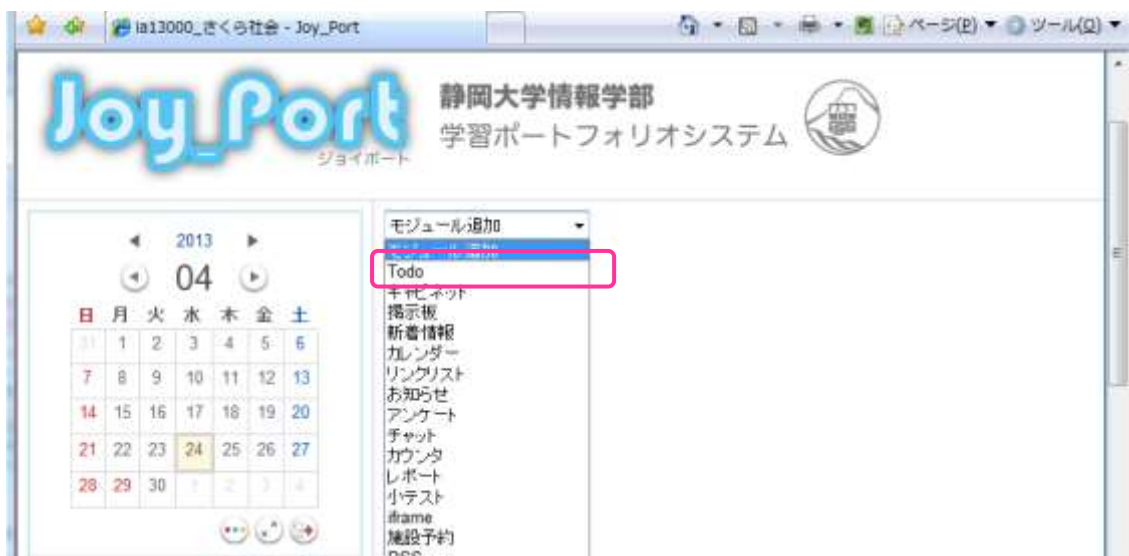 ia13000_さくら社会 - Joy_Port
ページ(P) ツール(O)
Joy_Port
ジョイポート
静岡大学情報学部
学習ポートフォリオシステム
2013
04
日 月 火 水 木 金 土
31 1 2 3 4 5 6
7 8 9 10 11 12 13
14 15 16 17 18 19 20
21 22 23 24 25 26 27
28 29 30 1 2 3 4
モジュール追加
モジュール追加
Todo
キャビネット
掲示板
新着情報
カレンダー
リンクリスト
お知らせ
アンケート
チャット
カウンタ
レポート
小テスト
iframe
施設予約
RSS